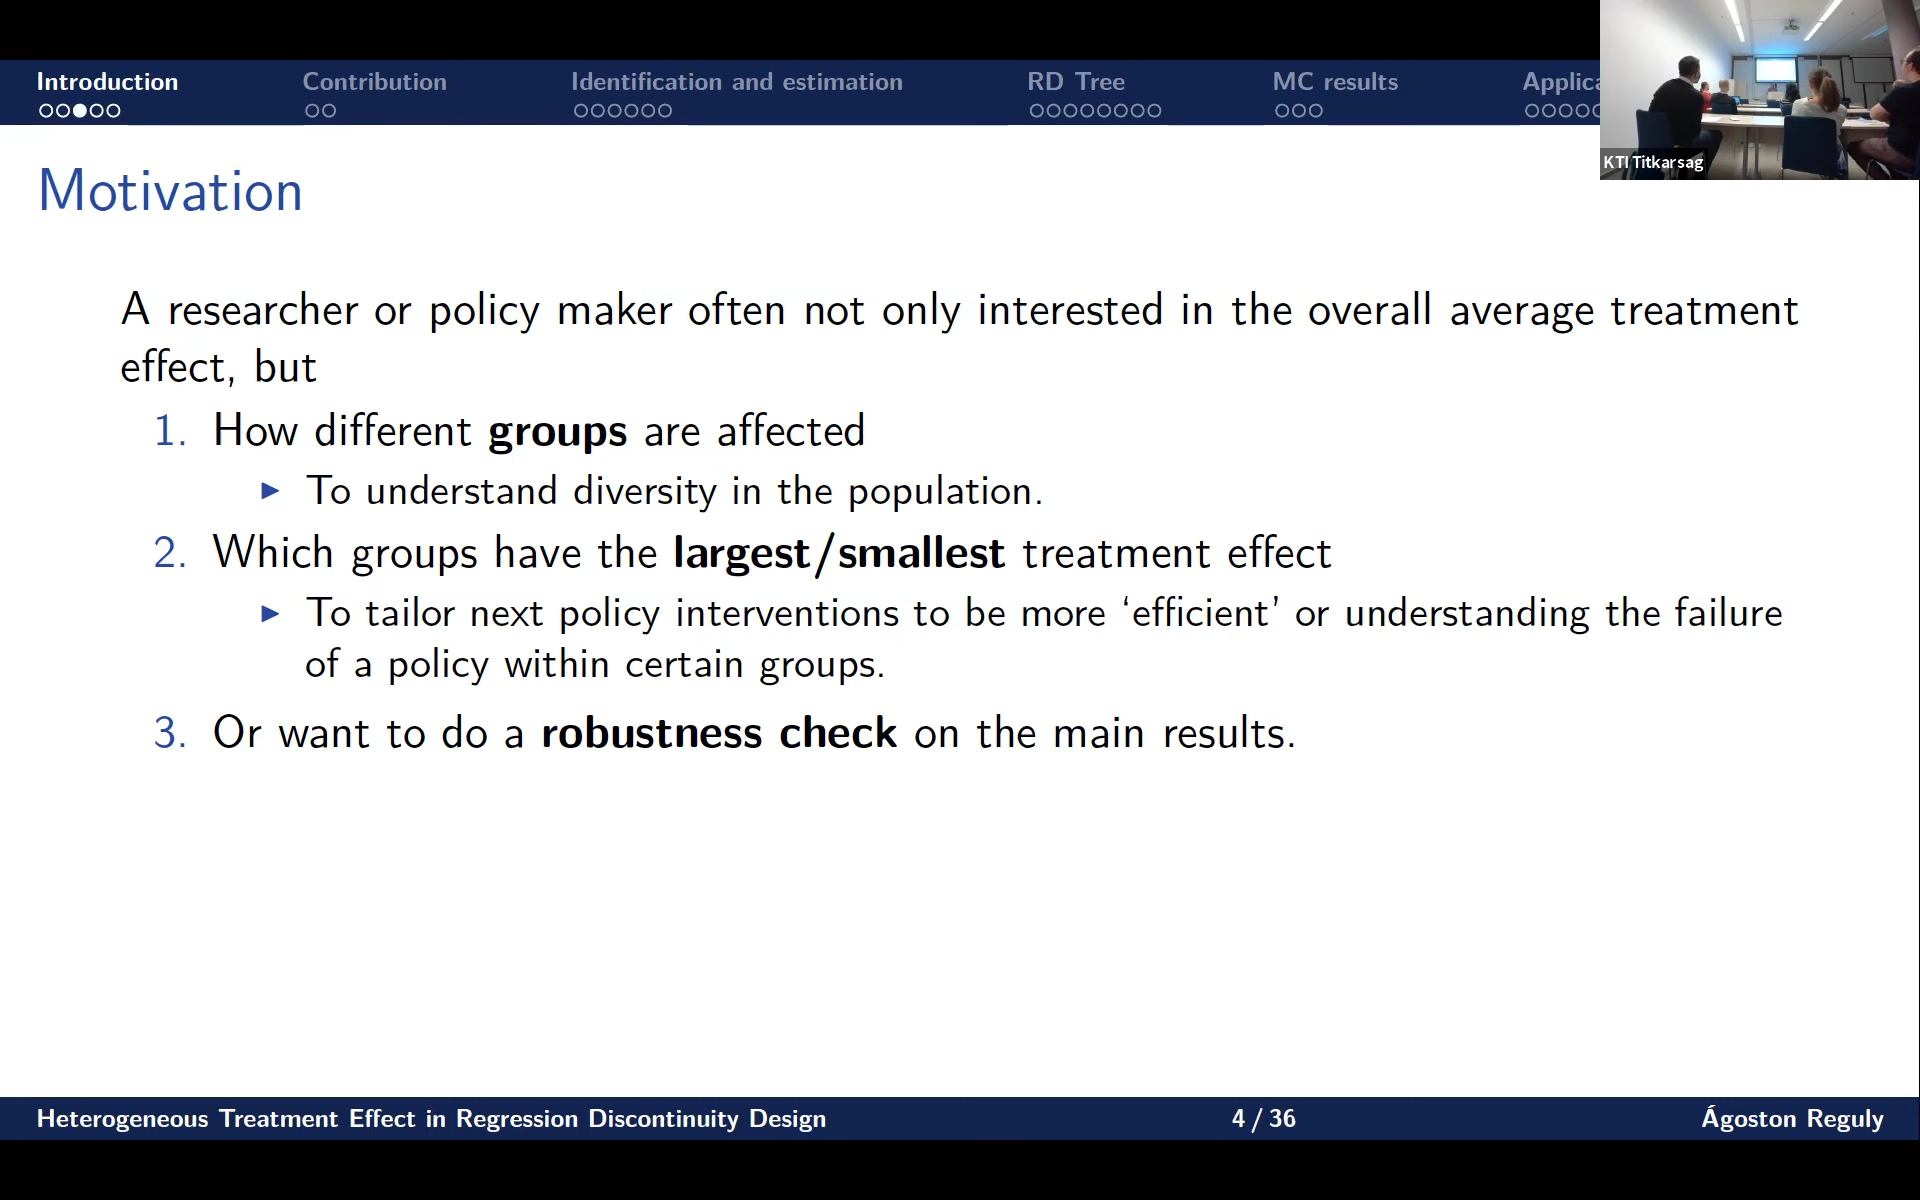 Introduction
Contribution
Identification and estimation
RD Tree
MC results
Applica
KTI Titkarsag
Motivation
A researcher or policy maker often not only interested in the overall average treatment
effect, but
1. How different groups are affected
▶ To understand diversity in the population.
2. Which groups have the largest/smallest treatment effect
▶ To tailor next policy interventions to be more ‘efficient’ or understanding the failure
of a policy within certain groups.
3. Or want to do a robustness check on the main results.
Heterogeneous Treatment Effect in Regression Discontinuity Design
4 / 36
Ágoston Reguly